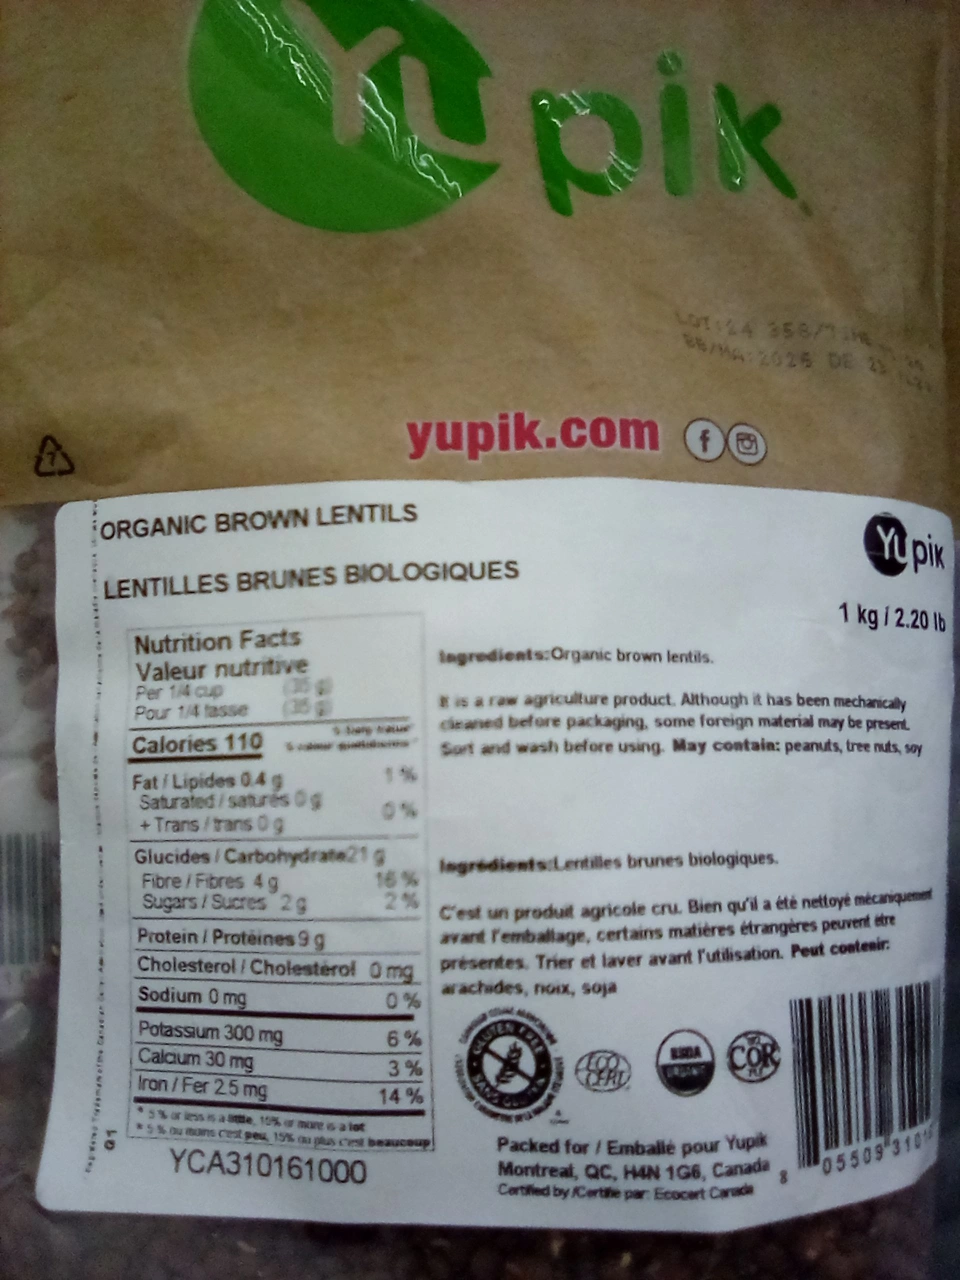 Yupik
yupik.com
ORGANIC BROWN LENTILS
LENTILLES BRUNES BIOLOGIQUES
Yupik
1 kg / 2.20 lb
Nutrition Facts
Valeur nutritive
Per 1/4 cup (35 g)
Pour 1/4 tasse (35 g)
Calories 110
Fat / Lipides 0.4 g 1 %
Saturated / saturés 0 g
+ Trans / trans 0 g 0 %
Glucides / Carbohydrate21 g
Fibre / Fibres 4 g 16 %
Sugars / Sucres 2 g 2 %
Protein / Protéines 9 g
Cholesterol / Cholestérol 0 mg
Sodium 0 mg 0 %
Potassium 300 mg 6 %
Calcium 30 mg 3 %
Iron / Fer 2.5 mg 14 %
* 5% or less is a little, 15% or more is a lot
* 5% ou moins c'est peu, 15% ou plus c'est beaucoup
YCA310161000
Ingredients:Organic brown lentils.
It is a raw agriculture product. Although it has been mechanically
cleaned before packaging, some foreign material may be present.
Sort and wash before using. May contain: peanuts, tree nuts, soy
Ingrédients:Lentilles brunes biologiques.
C'est un produit agricole cru. Bien qu'il a été nettoyé mécaniquement
avant l'emballage, certains matières étrangères peuvent être
présentes. Trier et laver avant l'utilisation. Peut contenir:
arachides, noix, soja
GLUTEN FREE
ECO
CERT
USDA
ORGANIC
COR
Packed for / Emballé pour Yupik
Montreal, QC, H4N 1G6, Canada
Certified by /Certifié par: Ecocert Canada
G1
8 05509 310